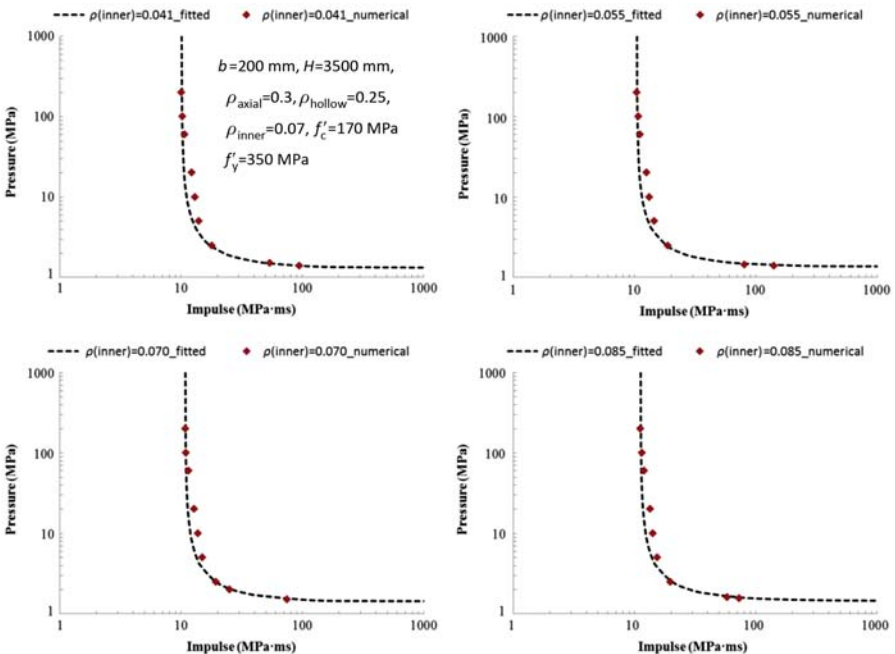 ρ(inner)=0.041_fitted ρ(inner)=0.041_numerical
1000
100
10
1
Pressure (MPa)
b=200 mm, H=3500 mm,
ρaxial=0.3, ρhollow=0.25,
ρinner=0.07, f′c=170 MPa
f′y=350 MPa
1 10 100 1000
Impulse (MPa·ms)
ρ(inner)=0.055_fitted ρ(inner)=0.055_numerical
1000
100
10
1
Pressure (MPa)
1 10 100 1000
Impulse (MPa·ms)
ρ(inner)=0.070_fitted ρ(inner)=0.070_numerical
1000
100
10
1
Pressure (MPa)
1 10 100 1000
Impulse (MPa·ms)
ρ(inner)=0.085_fitted ρ(inner)=0.085_numerical
1000
100
10
1
Pressure (MPa)
1 10 100 1000
Impulse (MPa·ms)